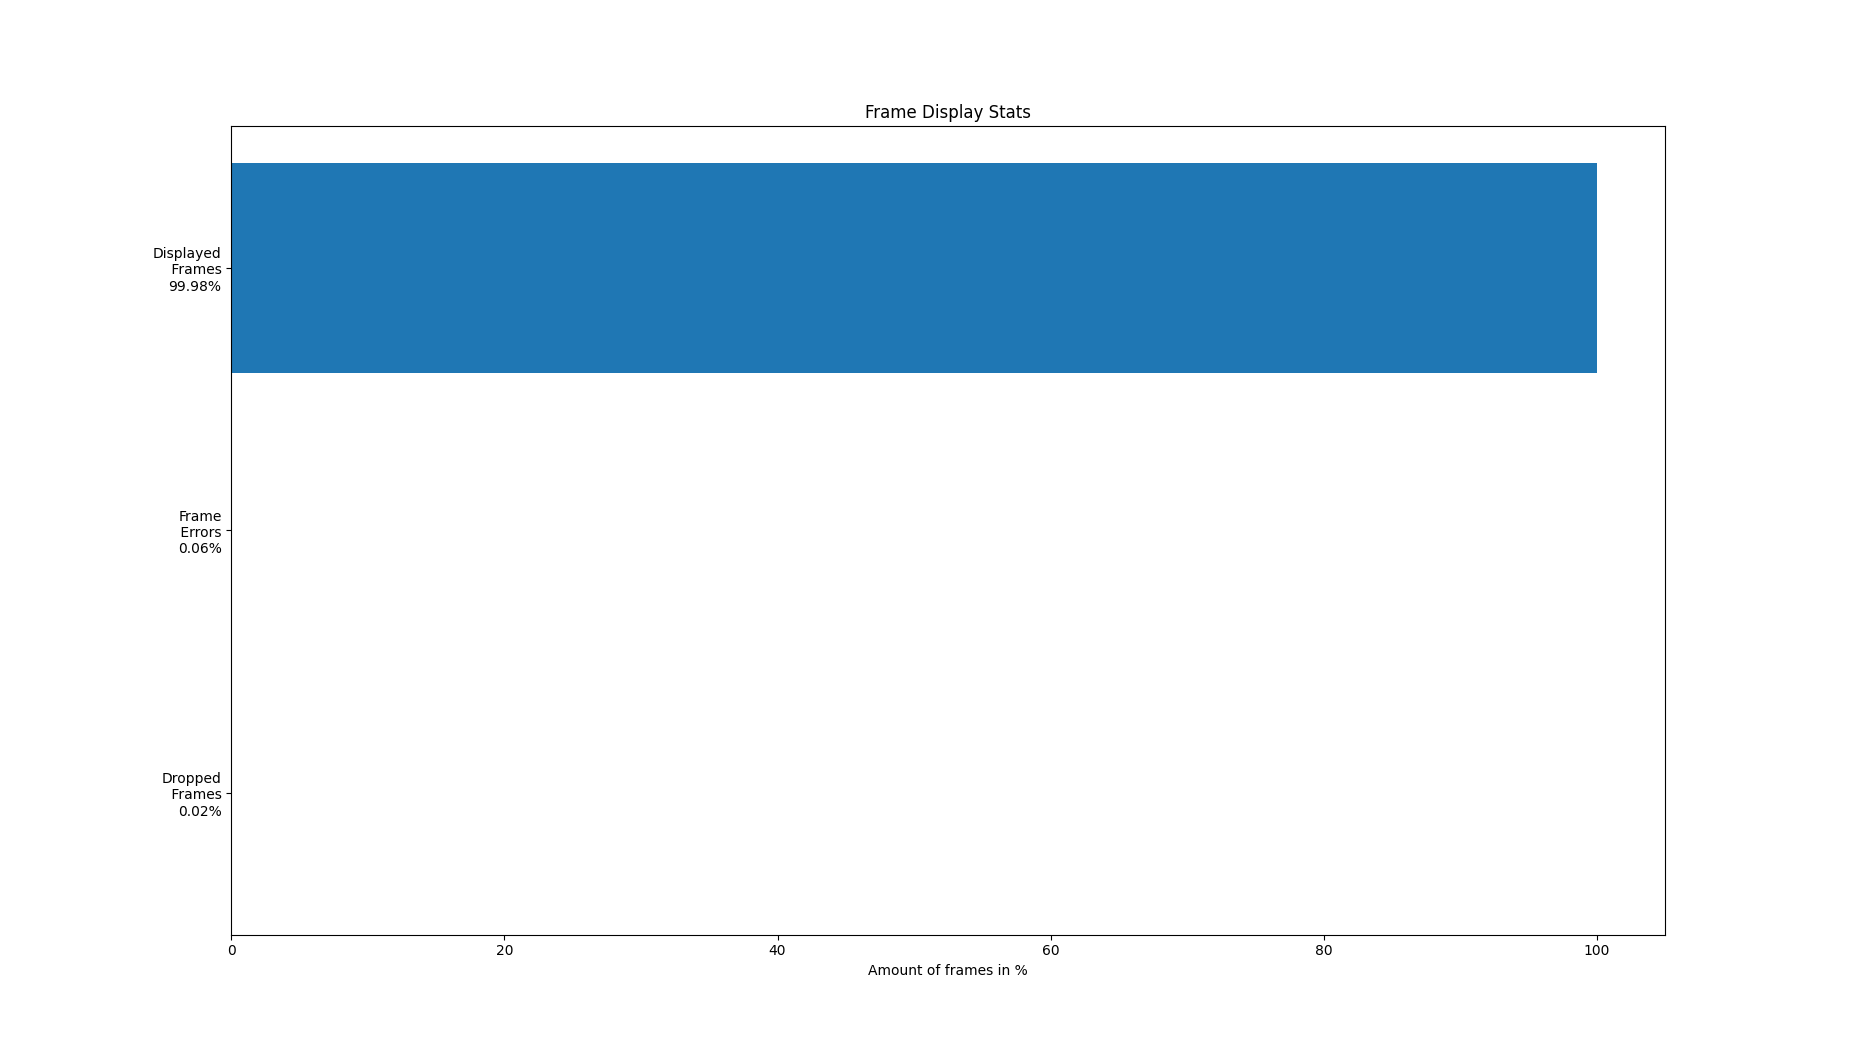 Frame Display Stats
Displayed
Frames
99.98%
Frame
Errors
0.06%
Dropped
Frames
0.02%
0 20 40 60 80 100
Amount of frames in %